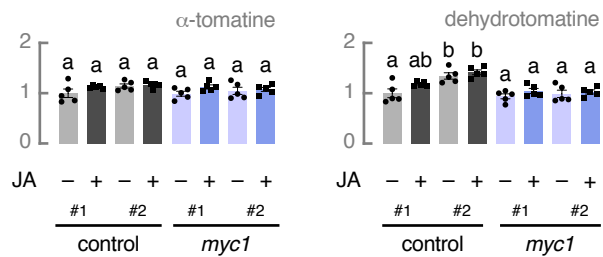 α-tomatine
2
1
0
a a a a a a a a
JA – + – + – + – +
#1 #2 #1 #2
control myc1
dehydrotomatine
2
1
0
a ab b b a a a a
JA – + – + – + – +
#1 #2 #1 #2
control myc1